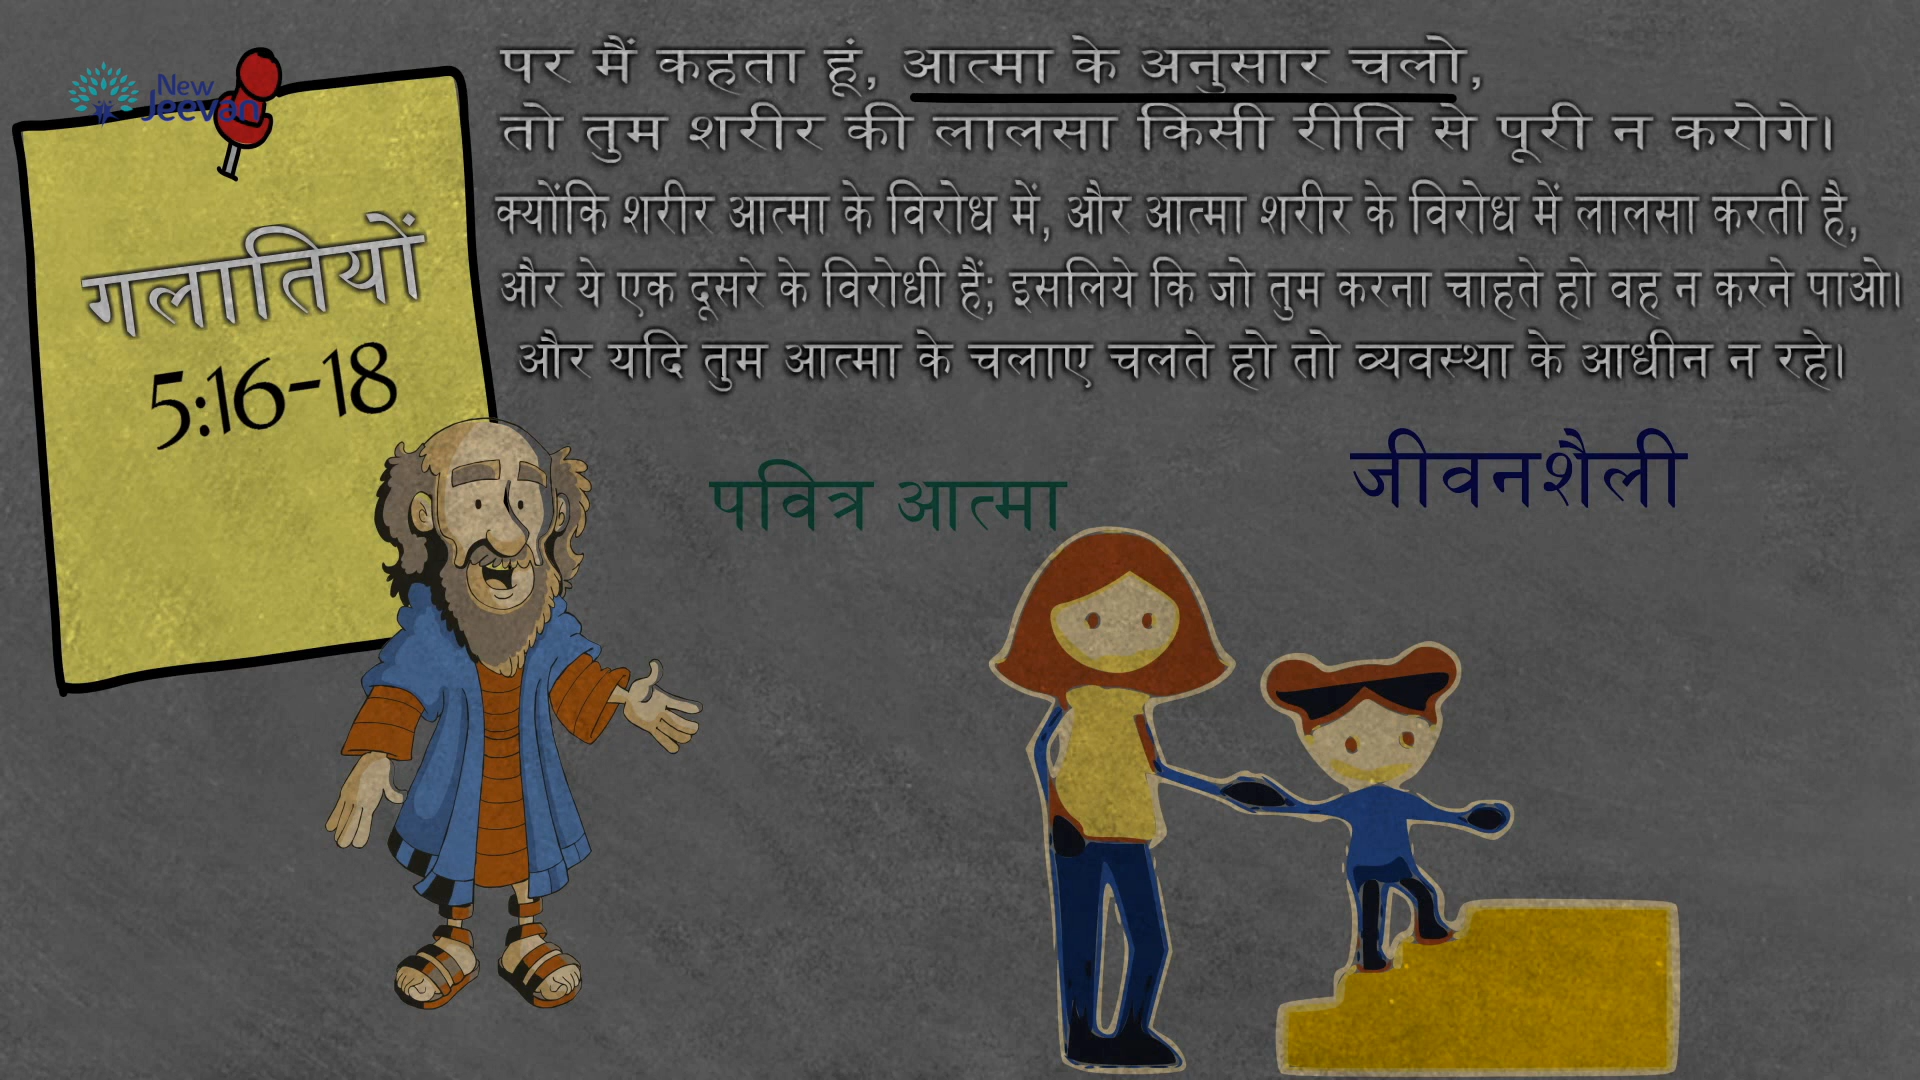 New
Jeevan
गलातियों
5:16-18
पर मैं कहता हूं, आत्मा के अनुसार चलो,
तो तुम शरीर की लालसा किसी रीति से पूरी न करोगे।
क्योंकि शरीर आत्मा के विरोध में, और आत्मा शरीर के विरोध में लालसा करती है,
और ये एक दूसरे के विरोधी हैं; इसलिये कि जो तुम करना चाहते हो वह न करने पाओ।
और यदि तुम आत्मा के चलाए चलते हो तो व्यवस्था के आधीन न रहे।
पवित्र आत्मा
जीवनशैली